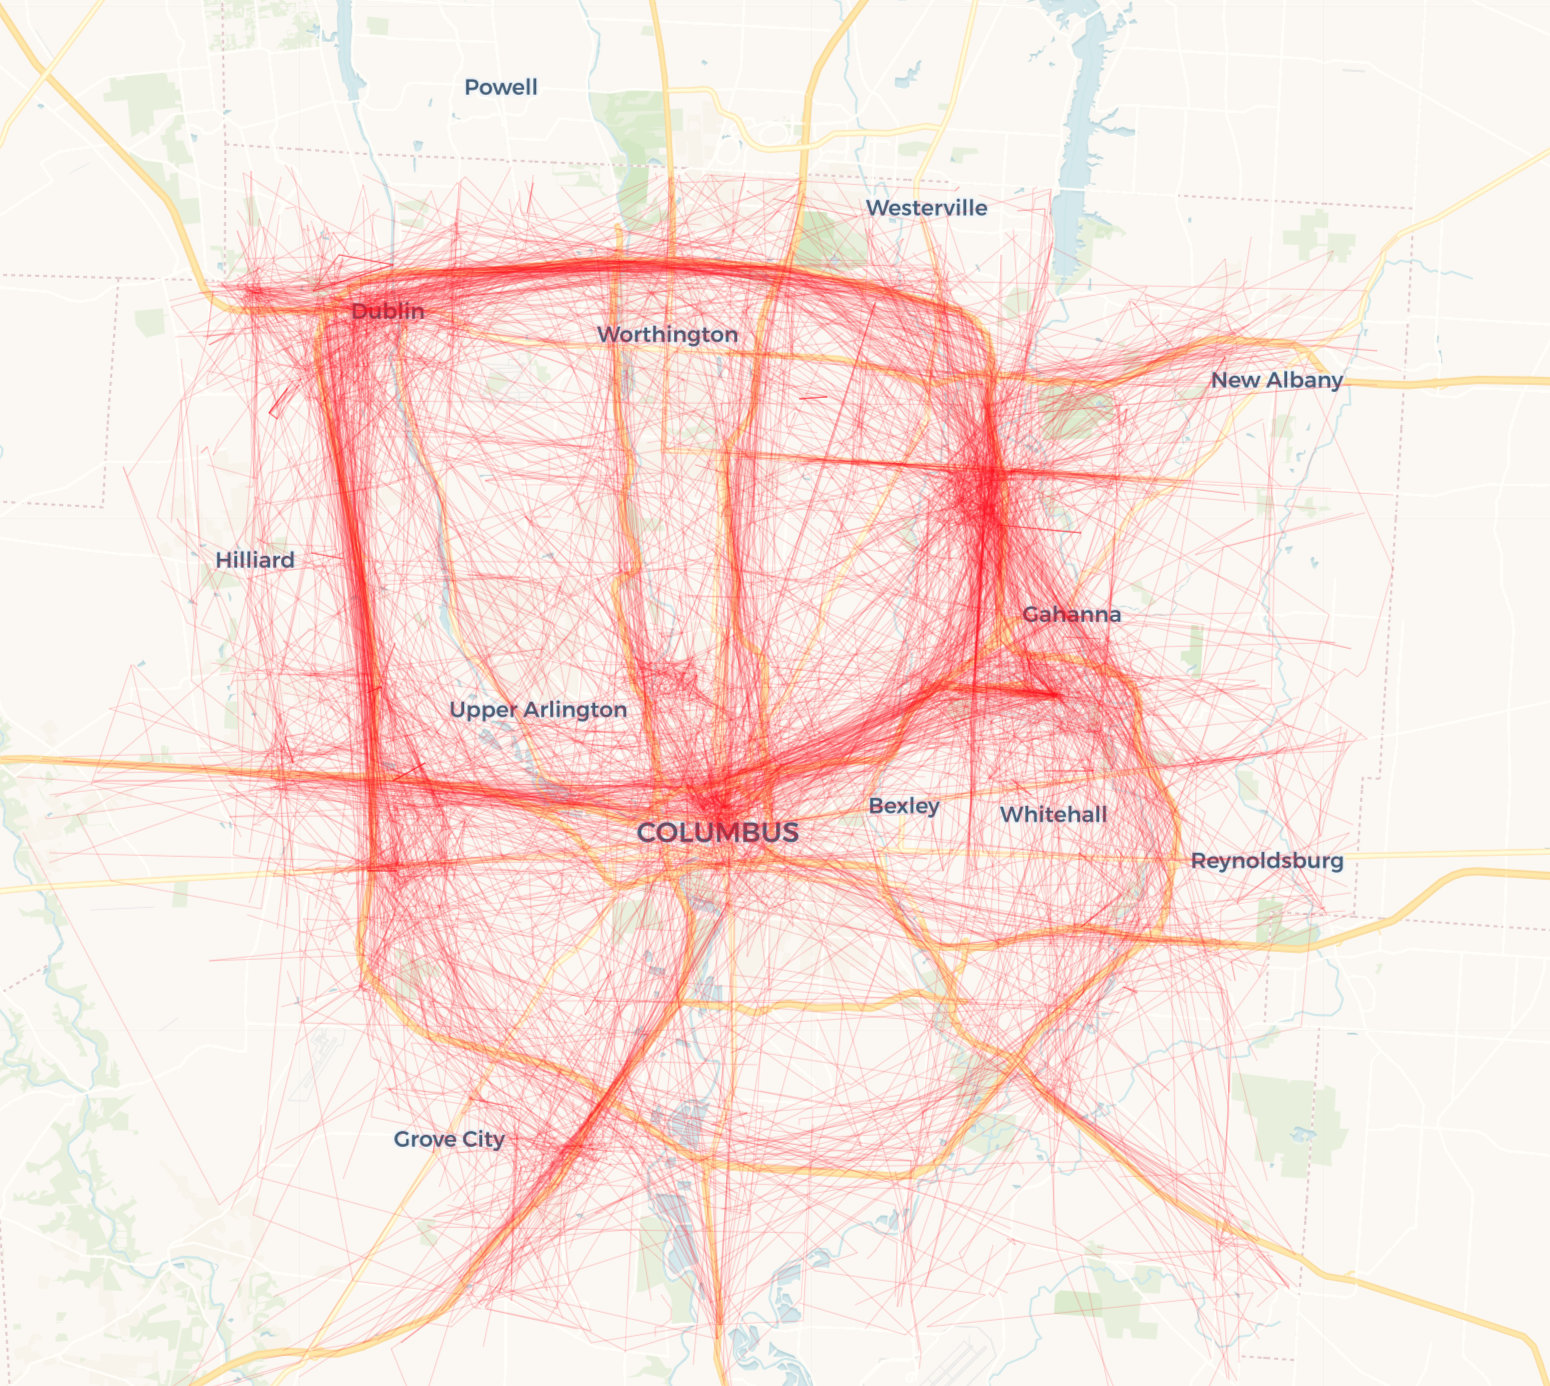 Powell
Westerville
Dublin
Worthington
New Albany
Hilliard
Gahanna
Upper Arlington
Bexley
Whitehall
COLUMBUS
Reynoldsburg
Grove City